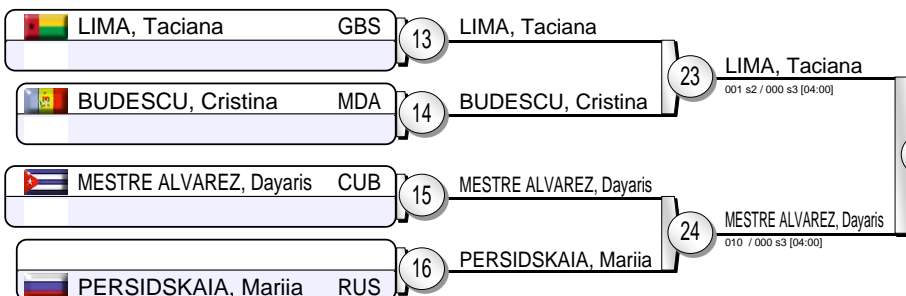 LIMA, Taciana GBS 13 LIMA, Taciana
23 LIMA, Taciana
001 s2 / 000 s3 [04:00]
BUDESCU, Cristina MDA 14 BUDESCU, Cristina
MESTRE ALVAREZ, Dayaris CUB 15 MESTRE ALVAREZ, Dayaris
24 MESTRE ALVAREZ, Dayaris
010 / 000 s3 [04:00]
16 PERSIDSKAIA, Mariia
PERSIDSKAIA, Mariia RUS